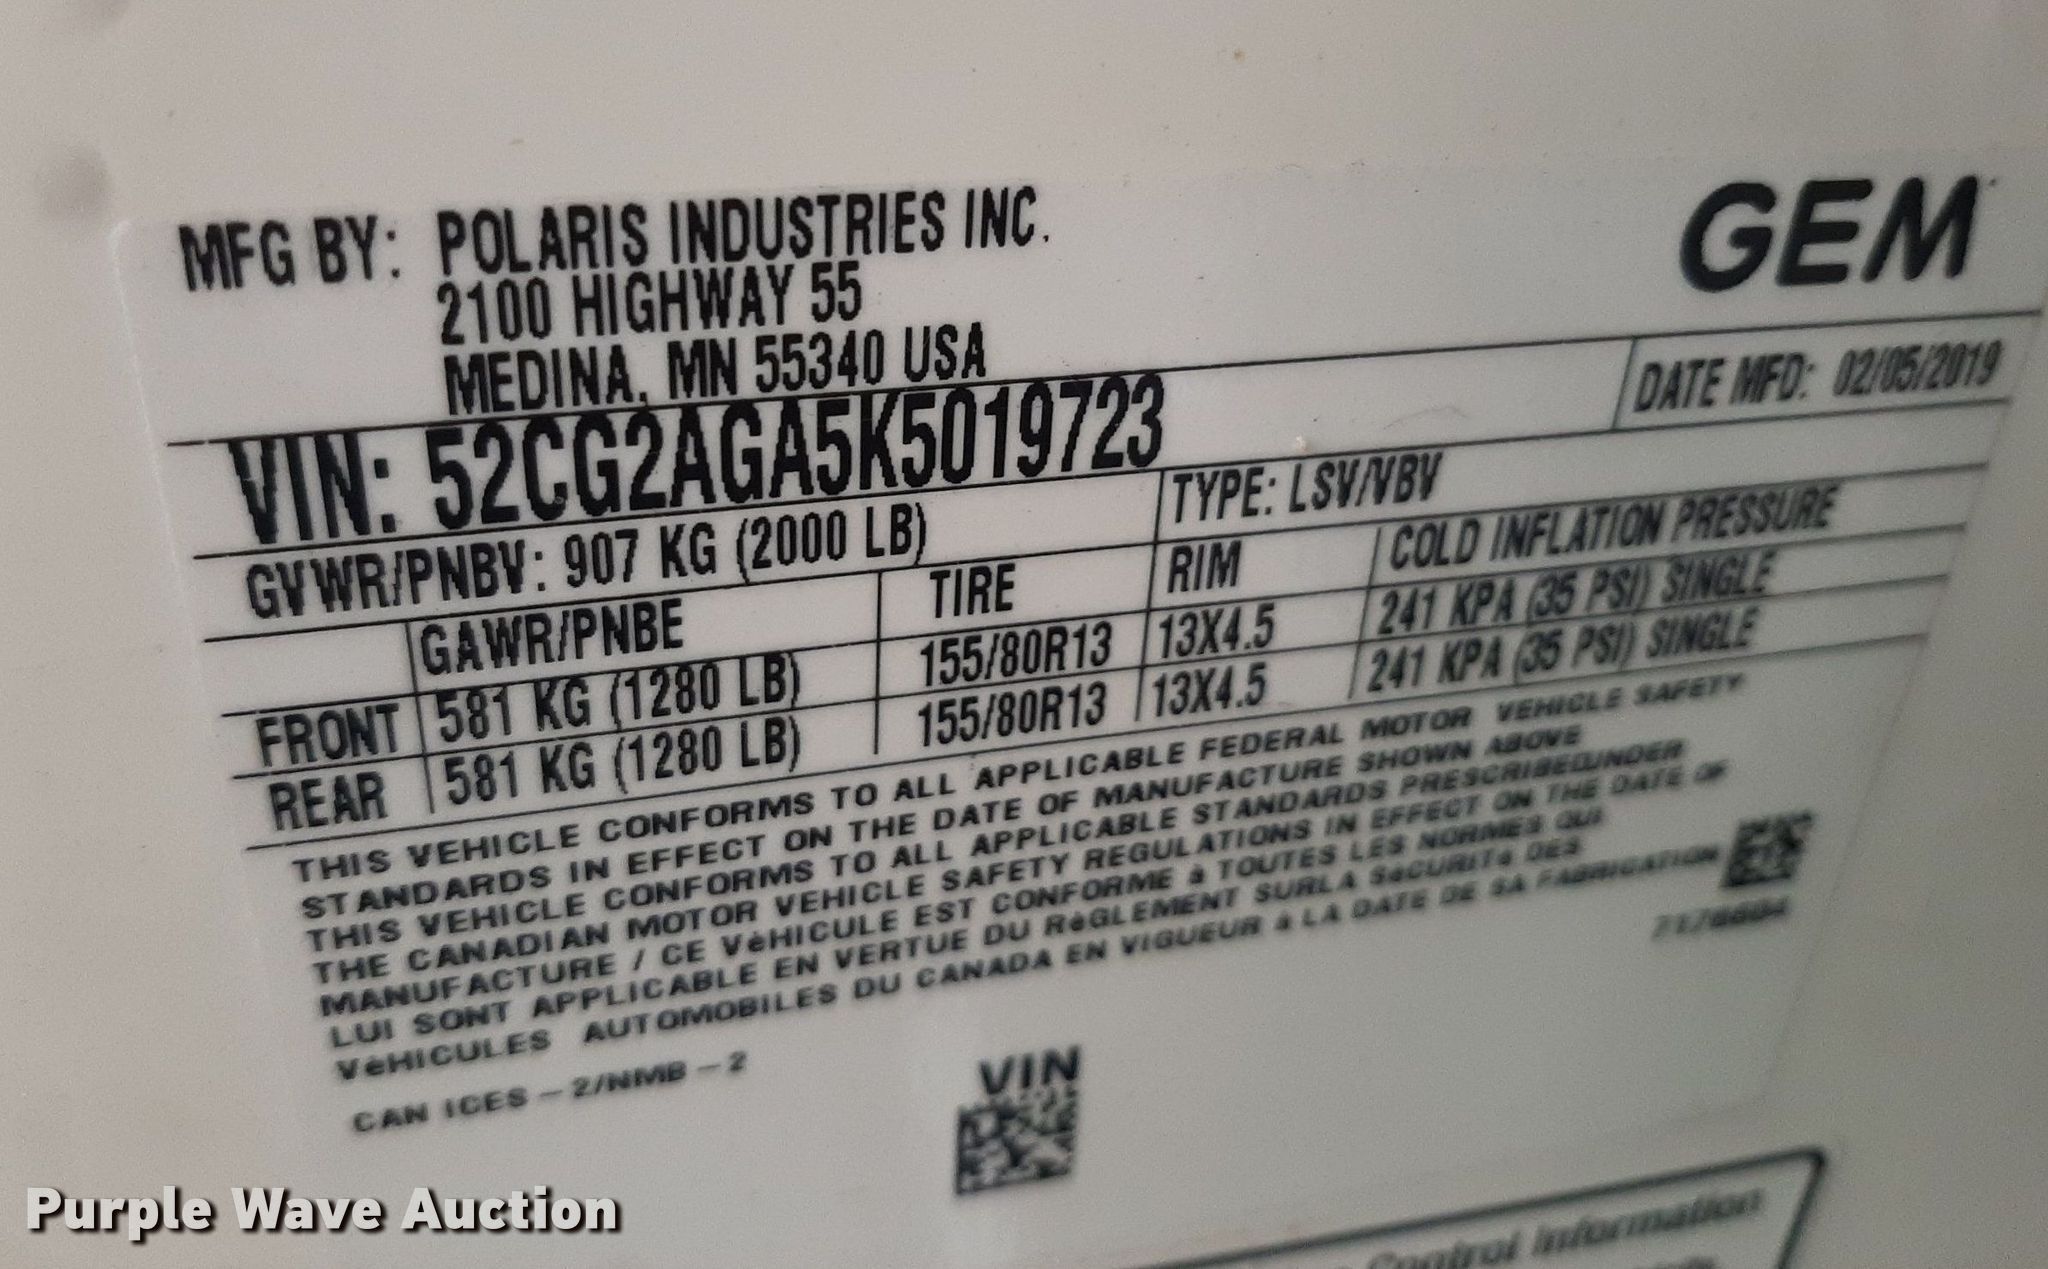 GEM
MFG BY: POLARIS INDUSTRIES INC.
2100 HIGHWAY 55
MEDINA, MN 55340 USA
DATE MFD: 02/05/2019
VIN: 52CG2AGA5K5019723
GVWR/PNBV: 907 KG (2000 LB) TYPE: LSV/VBV
GAWR/PNBE TIRE RIM COLD INFLATION PRESSURE
FRONT 581 KG (1280 LB) 155/80R13 13X4.5 241 KPA (35 PSI) SINGLE
REAR 581 KG (1280 LB) 155/80R13 13X4.5 241 KPA (35 PSI) SINGLE
THIS VEHICLE CONFORMS TO ALL APPLICABLE FEDERAL MOTOR VEHICLE SAFETY
STANDARDS IN EFFECT ON THE DATE OF MANUFACTURE SHOWN ABOVE
THIS VEHICLE CONFORMS TO ALL APPLICABLE STANDARDS PRESCRIBEDUNDER
THE CANADIAN MOTOR VEHICLE SAFETY REGULATIONS IN EFFECT ON THE DATE OF
MANUFACTURE / CE VèHICULE EST CONFORME à TOUTES LES NORMES QUI
LUI SONT APPLICABLE EN VERTUE DU RèGLEMENT SURLA SéCURITé DES
VèHICULES AUTOMOBILES DU CANADA EN VIGUEUR à LA DATE DE SA FABRICATION
CAN ICES - 2/NMB - 2
VIN
Control Information
Purple Wave Auction